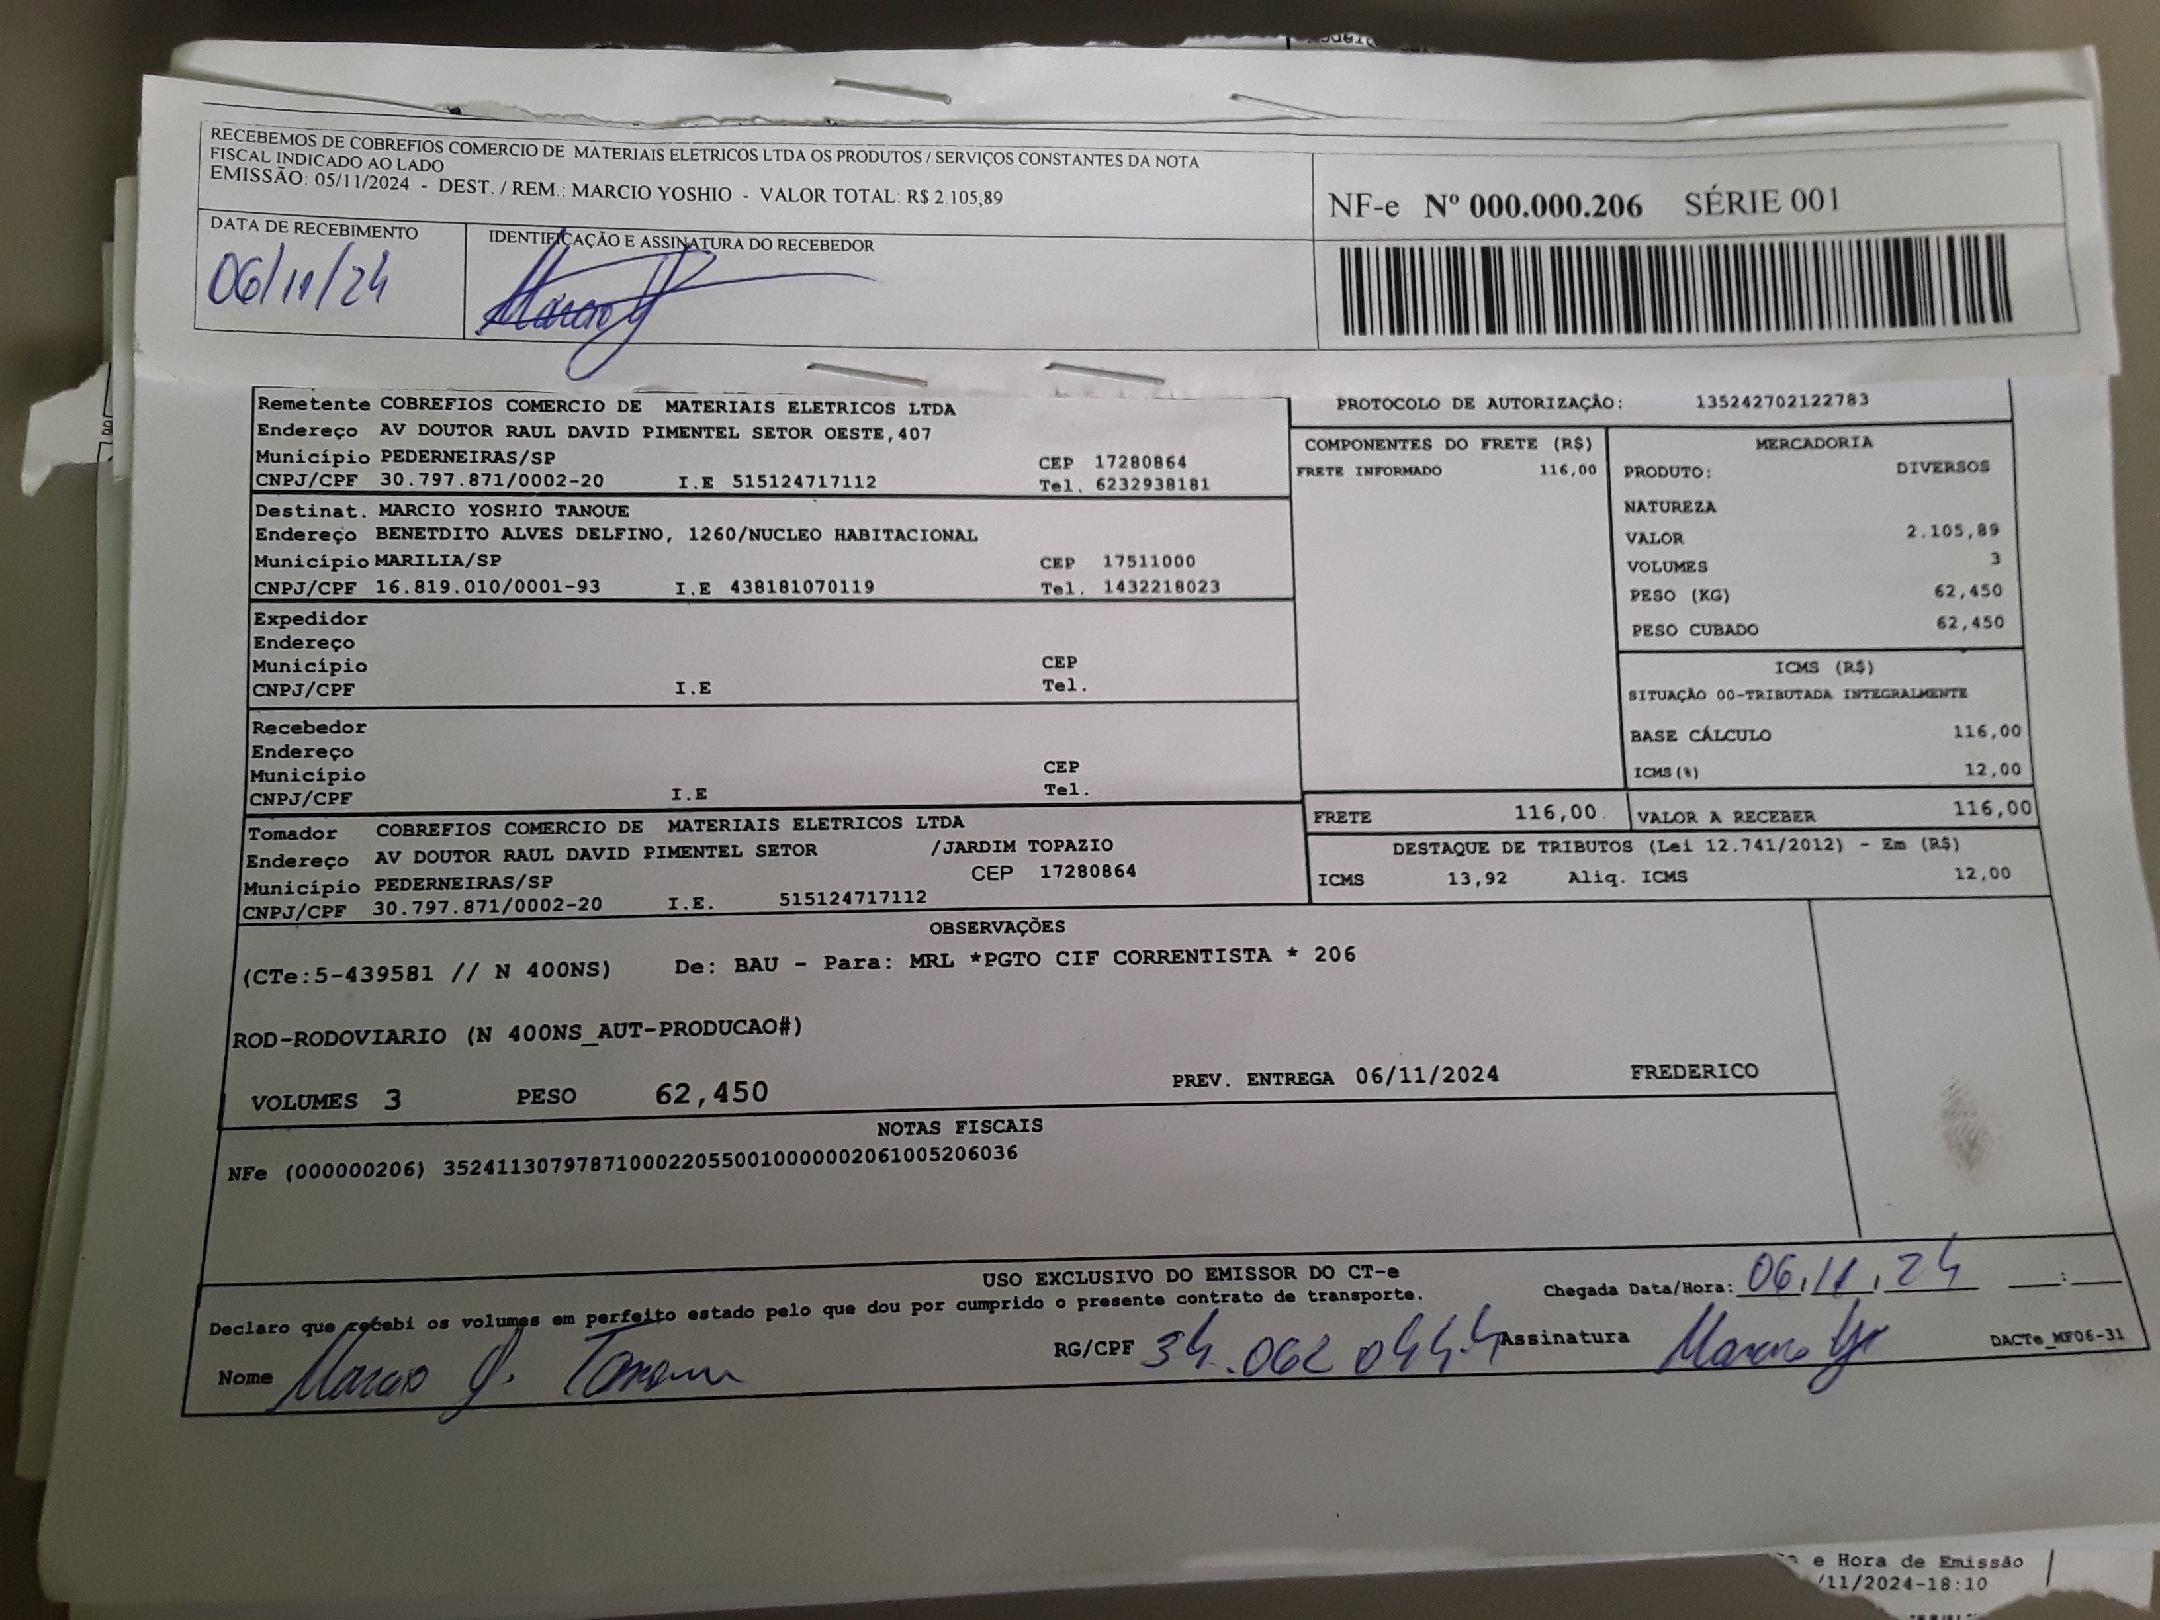 RECEBEMOS DE COBREFIOS COMERCIO DE MATERIAIS ELETRICOS LTDA OS PRODUTOS / SERVIÇOS CONSTANTES DA NOTA
FISCAL INDICADO AO LADO
EMISSÃO: 05/11/2024 - DEST. / REM.: MARCIO YOSHIO - VALOR TOTAL: R$ 2.105,89
NF-e Nº 000.000.206 SÉRIE 001
DATA DE RECEBIMENTO
IDENTIFICAÇÃO E ASSINATURA DO RECEBEDOR
06/11/24
Remetente COBREFIOS COMERCIO DE MATERIAIS ELETRICOS LTDA
Endereço AV DOUTOR RAUL DAVID PIMENTEL SETOR OESTE,407
Município PEDERNEIRAS/SP CEP 17280864
CNPJ/CPF 30.797.871/0002-20 I.E 515124717112 Tel. 6232938181
Destinat. MARCIO YOSHIO TANOUE
Endereço BENETDITO ALVES DELFINO, 1260/NUCLEO HABITACIONAL
Município MARILIA/SP CEP 17511000
CNPJ/CPF 16.819.010/0001-93 I.E 438181070119 Tel. 1432218023
Expedidor
Endereço
Município CEP
CNPJ/CPF I.E Tel.
Recebedor
Endereço
Município CEP
CNPJ/CPF I.E Tel.
Tomador COBREFIOS COMERCIO DE MATERIAIS ELETRICOS LTDA
Endereço AV DOUTOR RAUL DAVID PIMENTEL SETOR /JARDIM TOPAZIO
Município PEDERNEIRAS/SP CEP 17280864
CNPJ/CPF 30.797.871/0002-20 I.E. 515124717112
PROTOCOLO DE AUTORIZAÇÃO: 135242702122783
COMPONENTES DO FRETE (R$)
FRETE INFORMADO 116,00
MERCADORIA
PRODUTO: DIVERSOS
NATUREZA
VALOR 2.105,89
VOLUMES 3
PESO (KG) 62,450
PESO CUBADO 62,450
ICMS (R$)
SITUAÇÃO 00-TRIBUTADA INTEGRALMENTE
BASE CÁLCULO 116,00
ICMS(%) 12,00
FRETE 116,00 VALOR A RECEBER 116,00
DESTAQUE DE TRIBUTOS (Lei 12.741/2012) - Em (R$)
ICMS 13,92 Aliq. ICMS 12,00
OBSERVAÇÕES
(CTe:5-439581 // N 400NS) De: BAU - Para: MRL *PGTO CIF CORRENTISTA * 206
ROD-RODOVIARIO (N 400NS_AUT-PRODUCAO#)
VOLUMES 3 PESO 62,450 PREV. ENTREGA 06/11/2024 FREDERICO
NOTAS FISCAIS
NFe (000000206) 35241130797871000220550010000002061005206036
USO EXCLUSIVO DO EMISSOR DO CT-e
Chegada Data/Hora: 06,11,24 __:__
Declaro que recebi os volumes em perfeito estado pelo que dou por cumprido o presente contrato de transporte.
Nome Marcio Y. Tanoue RG/CPF 34.062 044-4 Assinatura Marcio DACTe_MF06-31
e Hora de Emissão
/11/2024-18:10